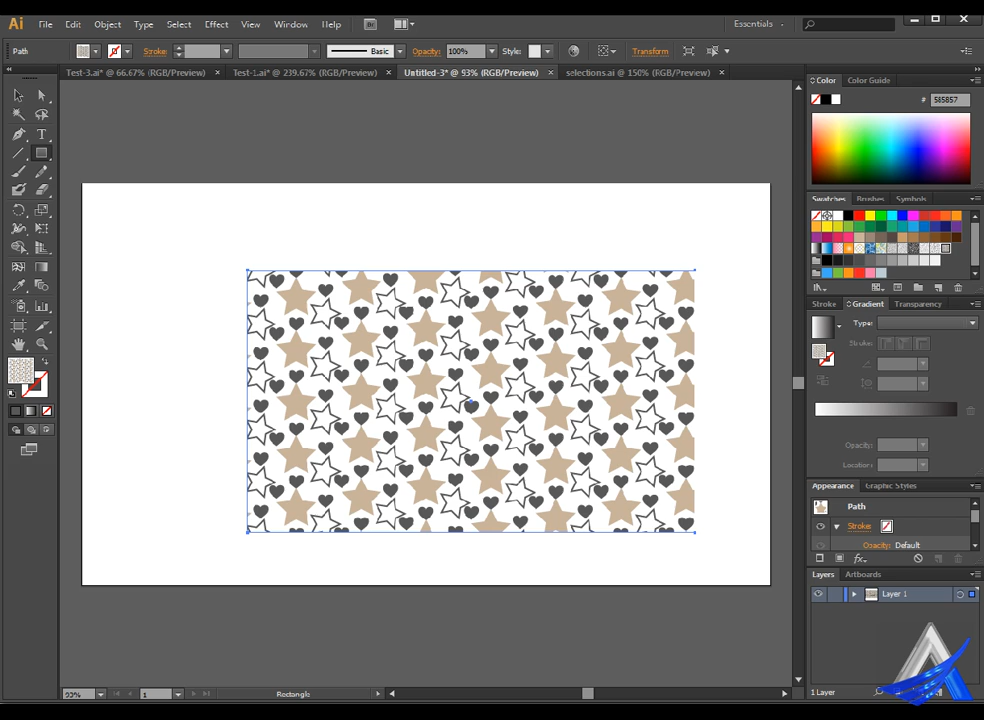 Ai File Edit Object Type Select Effect View Window Help Br Essentials
Path Stroke: Basic Opacity: 100% Style: Transform
Test-3.ai* @ 66.67% (RGB/Preview) × Test-1.ai* @ 239.67% (RGB/Preview) × Untitled-3* @ 93% (RGB/Preview) × selections.ai @ 150% (RGB/Preview) ×
Color Color Guide
# 585857
Swatches Brushes Symbols
Stroke Gradient Transparency
Type:
Stroke:
Opacity:
Location:
Appearance Graphic Styles
Path
Stroke:
Opacity: Default
fx
Layers Artboards
Layer 1
1 Layer
93% 1 Rectangle